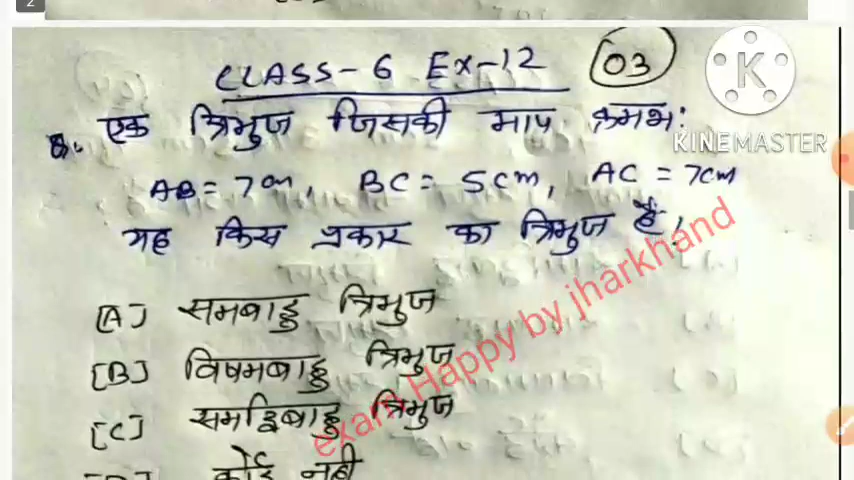 2
CLASS-6 Ex-12 03
K
KINEMASTER
Q. एक त्रिभुज जिसकी माप क्रमशः
AB = 7cm, BC = 5cm, AC = 7cm
यह किस प्रकार का त्रिभुज है।
[A] समबाहु त्रिभुज
[B] विषमबाहु त्रिभुज
[C] समद्विबाहु त्रिभुज
[D] कोई नही
exam Happy by jharkhand